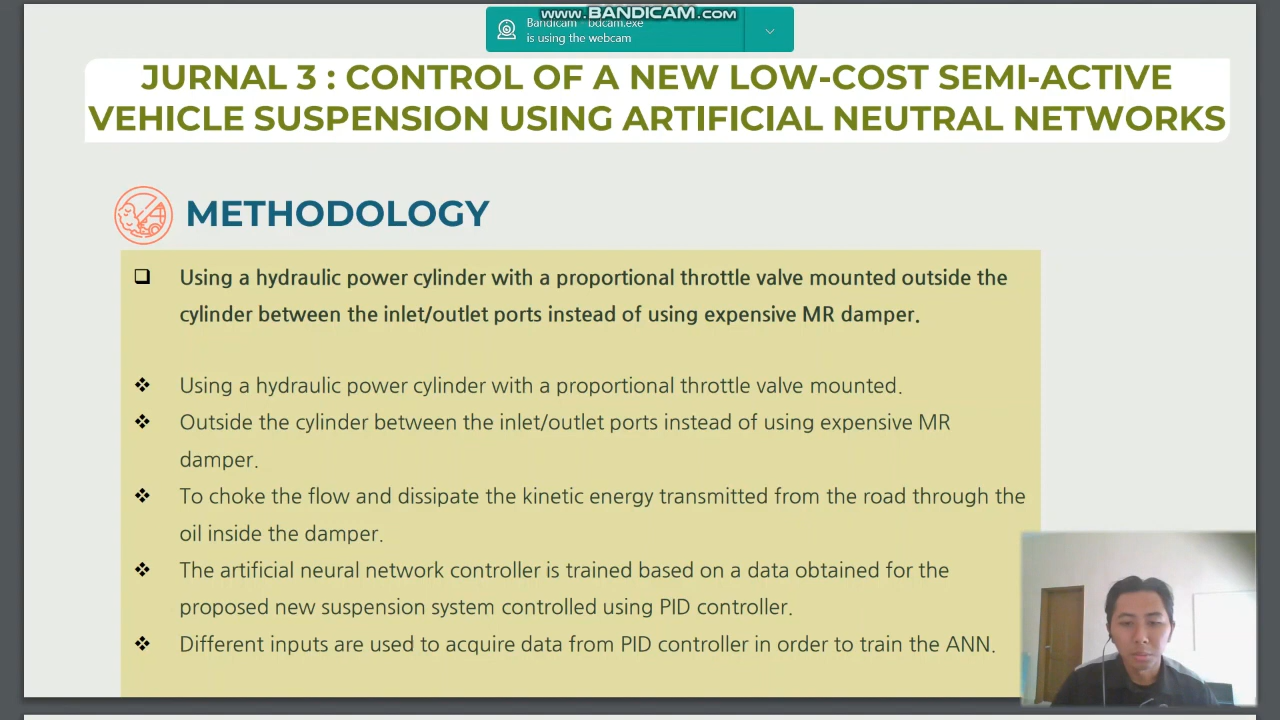 www.BANDICAM.com
Bandicam - bdcam.exe
is using the webcam
JURNAL 3 : CONTROL OF A NEW LOW-COST SEMI-ACTIVE
VEHICLE SUSPENSION USING ARTIFICIAL NEUTRAL NETWORKS
METHODOLOGY
Using a hydraulic power cylinder with a proportional throttle valve mounted outside the
cylinder between the inlet/outlet ports instead of using expensive MR damper.
Using a hydraulic power cylinder with a proportional throttle valve mounted.
Outside the cylinder between the inlet/outlet ports instead of using expensive MR
damper.
To choke the flow and dissipate the kinetic energy transmitted from the road through the
oil inside the damper.
The artificial neural network controller is trained based on a data obtained for the
proposed new suspension system controlled using PID controller.
Different inputs are used to acquire data from PID controller in order to train the ANN.